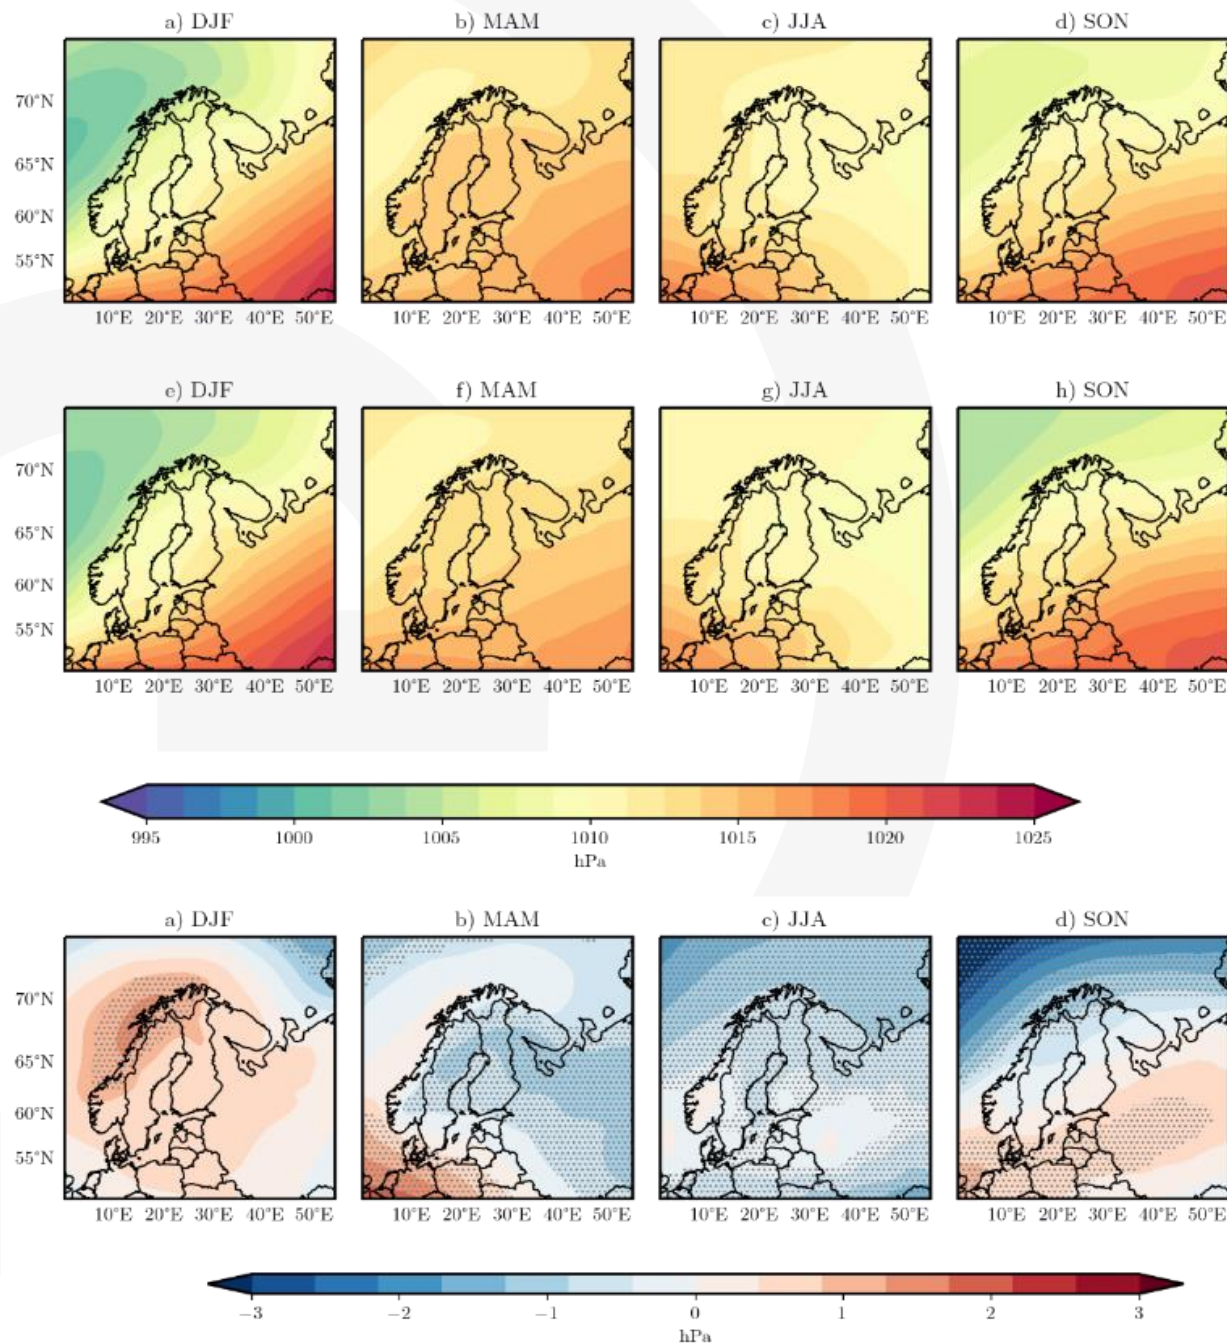 a) DJF b) MAM c) JJA d) SON
70°N
65°N
60°N
55°N
10°E 20°E 30°E 40°E 50°E 10°E 20°E 30°E 40°E 50°E 10°E 20°E 30°E 40°E 50°E 10°E 20°E 30°E 40°E 50°E
e) DJF f) MAM g) JJA h) SON
70°N
65°N
60°N
55°N
10°E 20°E 30°E 40°E 50°E 10°E 20°E 30°E 40°E 50°E 10°E 20°E 30°E 40°E 50°E 10°E 20°E 30°E 40°E 50°E
995 1000 1005 1010 1015 1020 1025
hPa
a) DJF b) MAM c) JJA d) SON
70°N
65°N
60°N
55°N
10°E 20°E 30°E 40°E 50°E 10°E 20°E 30°E 40°E 50°E 10°E 20°E 30°E 40°E 50°E 10°E 20°E 30°E 40°E 50°E
−3 −2 −1 0 1 2 3
hPa